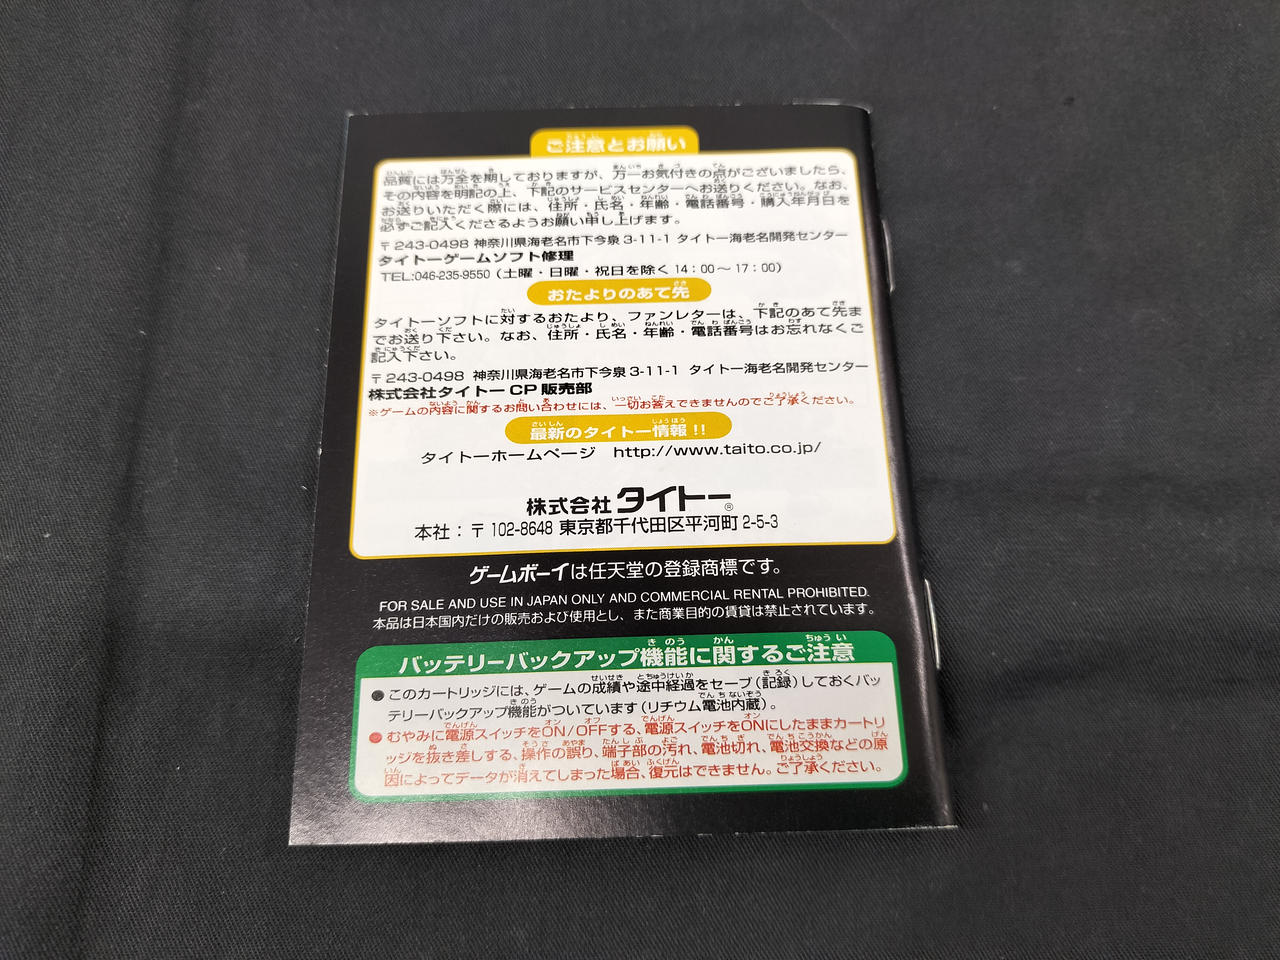 ご注意とお願い
品質には万全を期しておりますが、万一お気付きの点がございましたら、
その内容を明記の上、下記のサービスセンターへお送りください。なお、
お送りいただく際には、住所・氏名・年齢・電話番号・購入年月日を
必ずご記入くださるようお願い申し上げます。
〒243-0498 神奈川県海老名市下今泉 3-11-1 タイトー海老名開発センター
タイトーゲームソフト修理
TEL:046-235-9550（土曜・日曜・祝日を除く 14：00～17：00）
おたよりのあて先
タイトーソフトに対するおたより、ファンレターは、下記のあて先ま
でお送り下さい。なお、住所・氏名・年齢・電話番号はお忘れなくご
記入下さい。
〒243-0498 神奈川県海老名市下今泉 3-11-1 タイトー海老名開発センター
株式会社タイトー CP 販売部
※ゲームの内容に関するお問い合わせには、一切お答えできませんのでご了承ください。
最新のタイトー情報!!
タイトーホームページ http://www.taito.co.jp/
株式会社タイトー®
本社：〒102-8648 東京都千代田区平河町 2-5-3
ゲームボーイは任天堂の登録商標です。
FOR SALE AND USE IN JAPAN ONLY AND COMMERCIAL RENTAL PROHIBITED.
本品は日本国内だけの販売および使用とし、また商業目的の賃貸は禁止されています。
バッテリーバックアップ機能に関するご注意
●このカートリッジには、ゲームの成績や途中経過をセーブ（記録）しておくバッ
テリーバックアップ機能がついています（リチウム電池内蔵）。
●むやみに電源スイッチをON/OFFする、電源スイッチをONにしたままカートリ
ッジを抜き差しする、操作の誤り、端子部の汚れ、電池切れ、電池交換などの原
因によってデータが消えてしまった場合、復元はできません。ご了承ください。